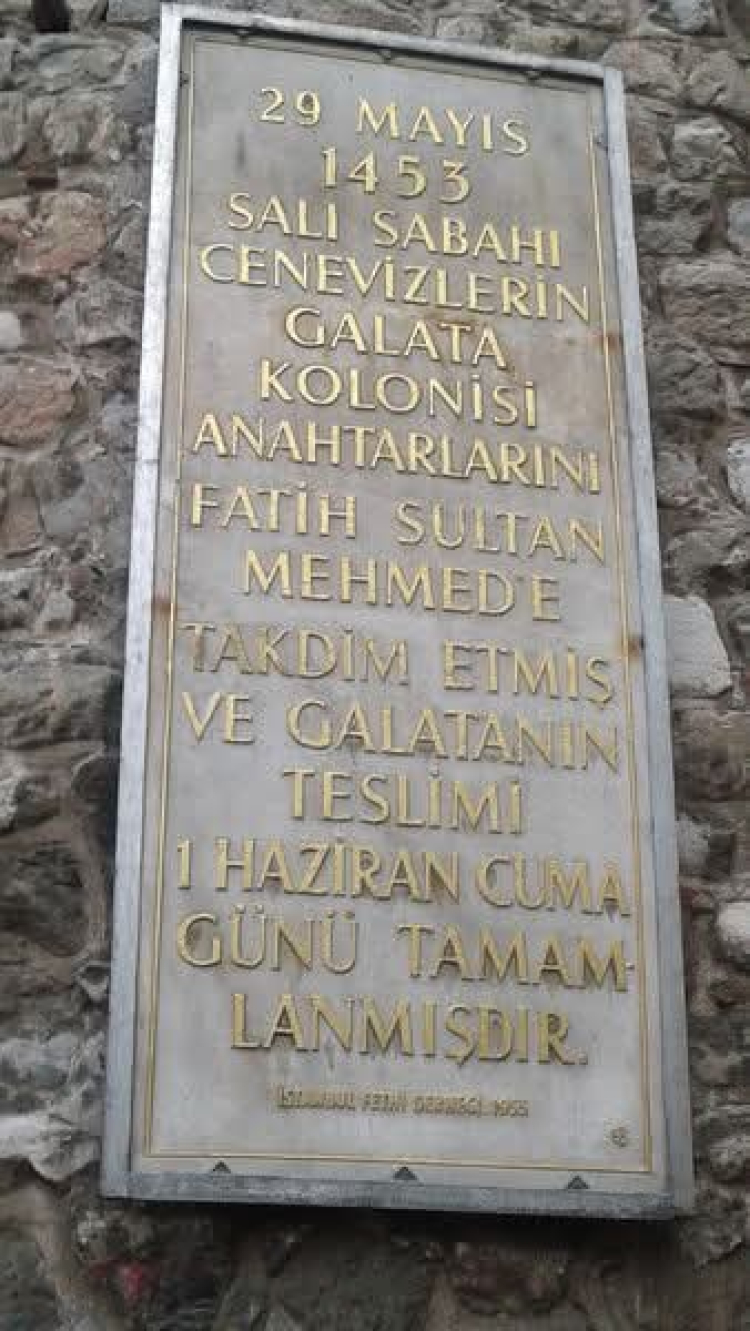 29 MAYIS
1453
SALI SABAHI
CENEVİZLERİN
GALATA
KOLONİSİ
ANAHTARLARINI
FATİH SULTAN
MEHMED'E
TAKDİM ETMİŞ
VE GALATANIN
TESLİMİ
1 HAZİRAN CUMA
GÜNÜ TAMAM-
LANMIŞDIR.
İSTANBUL FETİH DERNEĞİ. 1953